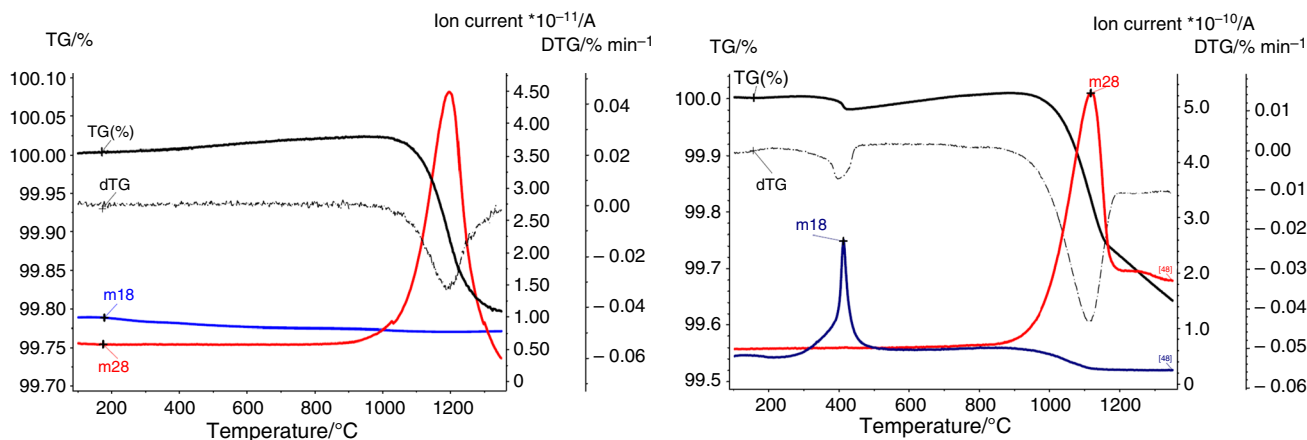 Ion current *10⁻¹¹/A
TG/%
DTG/% min⁻¹
100.10
100.05
100.00
99.95
99.90
99.85
99.80
99.75
99.70
TG(%)
dTG
m18
m28
4.50
4.00
3.50
3.00
2.50
2.00
1.50
1.00
0.50
0
0.04
0.02
0.00
−0.02
−0.04
−0.06
200 400 600 800 1000 1200
Temperature/°C
Ion current *10⁻¹⁰/A
TG/%
DTG/% min⁻¹
100.0
99.9
99.8
99.7
99.6
99.5
TG(%)
dTG
m18
m28
[48]
[48]
5.0
4.0
3.0
2.0
1.0
0
0.01
0.00
−0.01
−0.02
−0.03
−0.04
−0.05
−0.06
200 400 600 800 1000 1200
Temperature/°C